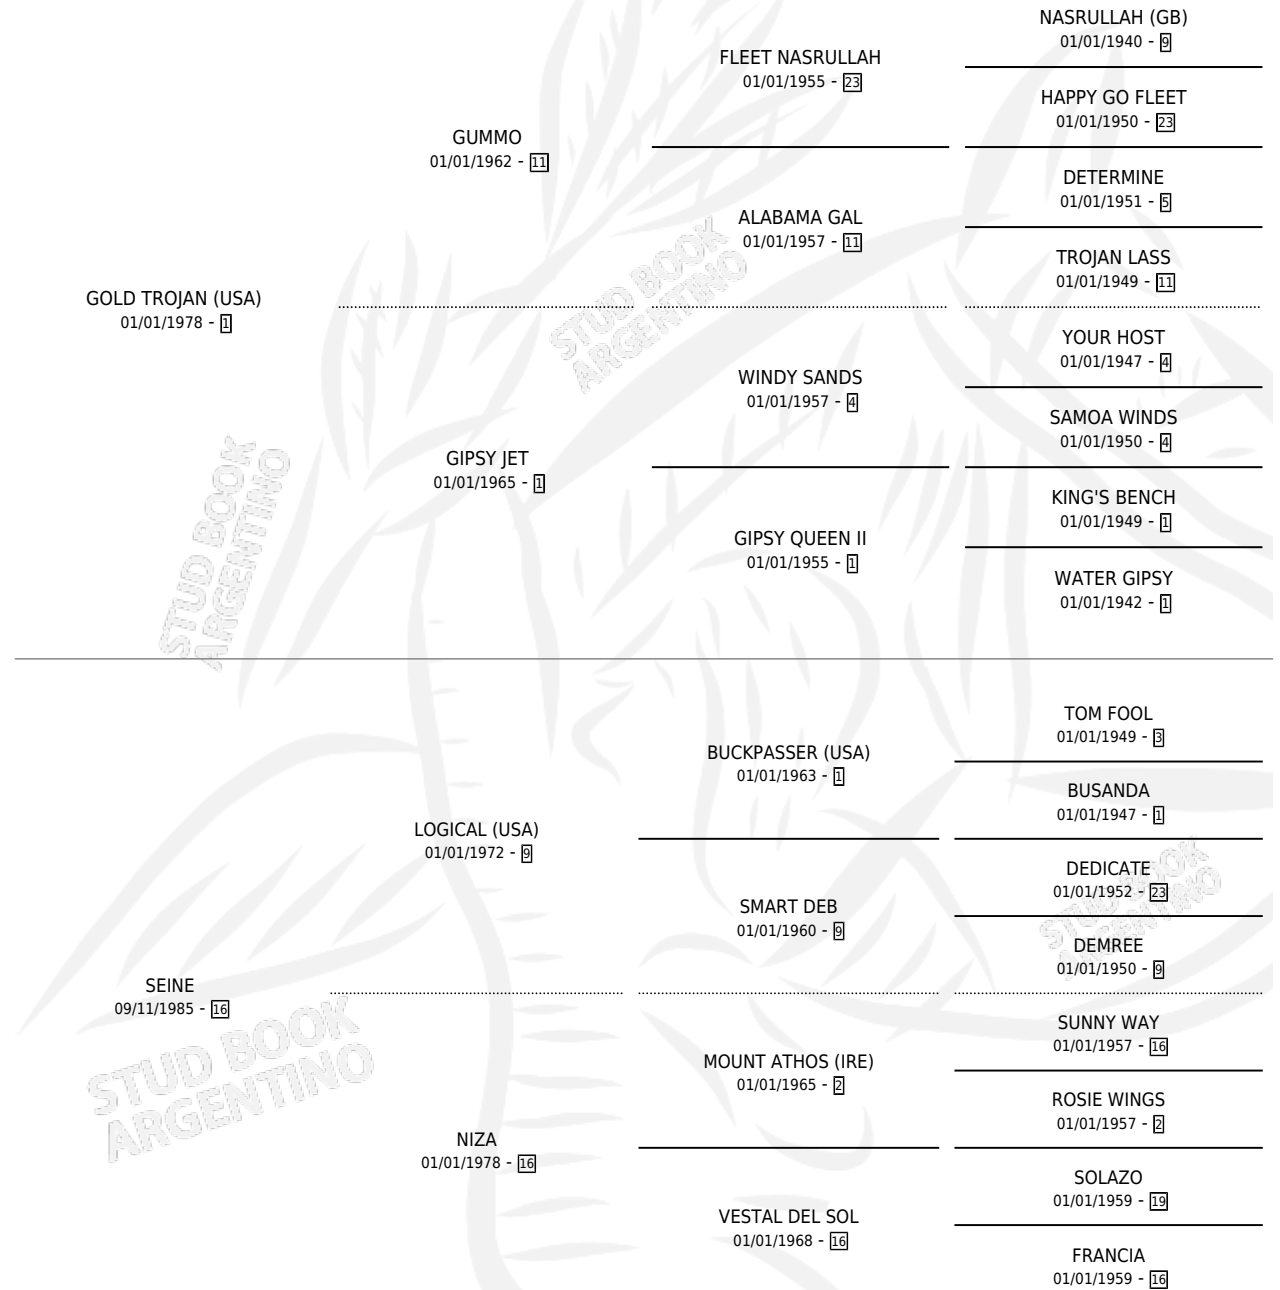 NASRULLAH (GB)
01/01/1940 - 9
FLEET NASRULLAH
01/01/1955 - 23
HAPPY GO FLEET
01/01/1950 - 23
GUMMO
01/01/1962 - 11
DETERMINE
01/01/1951 - 5
ALABAMA GAL
01/01/1957 - 11
TROJAN LASS
01/01/1949 - 11
GOLD TROJAN (USA)
01/01/1978 - 1
YOUR HOST
01/01/1947 - 4
WINDY SANDS
01/01/1957 - 4
SAMOA WINDS
01/01/1950 - 4
GIPSY JET
01/01/1965 - 1
KING'S BENCH
01/01/1949 - 1
GIPSY QUEEN II
01/01/1955 - 1
WATER GIPSY
01/01/1942 - 1
TOM FOOL
01/01/1949 - 3
BUCKPASSER (USA)
01/01/1963 - 1
BUSANDA
01/01/1947 - 1
LOGICAL (USA)
01/01/1972 - 9
DEDICATE
01/01/1952 - 23
SMART DEB
01/01/1960 - 9
DEMREE
01/01/1950 - 9
SEINE
09/11/1985 - 16
SUNNY WAY
01/01/1957 - 16
MOUNT ATHOS (IRE)
01/01/1965 - 2
ROSIE WINGS
01/01/1957 - 2
NIZA
01/01/1978 - 16
SOLAZO
01/01/1959 - 19
VESTAL DEL SOL
01/01/1968 - 16
FRANCIA
01/01/1959 - 16
STUD BOOK
ARGENTINO
STUD BOOK
ARGENTINO
STUD BOOK
ARGENTINO
STUD BOOK
ARGENTINO